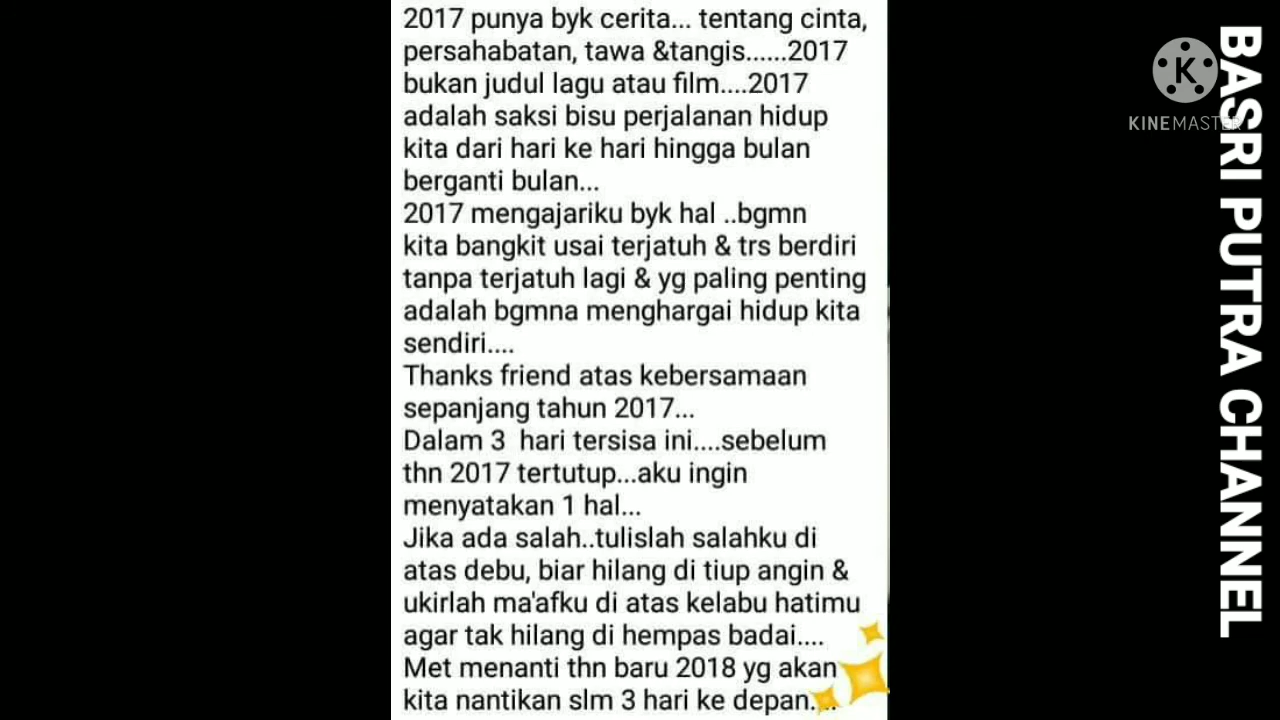 2017 punya byk cerita... tentang cinta,
persahabatan, tawa &tangis......2017
bukan judul lagu atau film....2017
adalah saksi bisu perjalanan hidup
kita dari hari ke hari hingga bulan
berganti bulan...
2017 mengajariku byk hal ..bgmn
kita bangkit usai terjatuh & trs berdiri
tanpa terjatuh lagi & yg paling penting
adalah bgmna menghargai hidup kita
sendiri....
Thanks friend atas kebersamaan
sepanjang tahun 2017...
Dalam 3  hari tersisa ini....sebelum
thn 2017 tertutup...aku ingin
menyatakan 1 hal...
Jika ada salah..tulislah salahku di
atas debu, biar hilang di tiup angin &
ukirlah ma'afku di atas kelabu hatimu
agar tak hilang di hempas badai....
Met menanti thn baru 2018 yg akan
kita nantikan slm 3 hari ke depan....
K
KINEMASTER
BASRI PUTRA CHANNEL